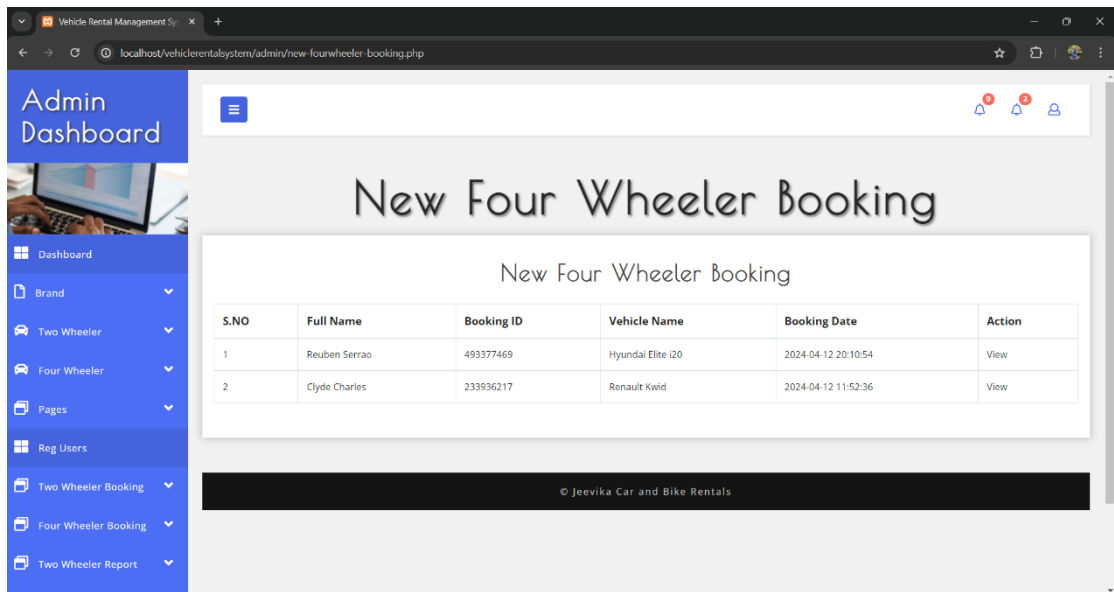 Vehicle Rental Management Sy
localhost/vehiclerentalsystem/admin/new-fourwheeler-booking.php
Admin
Dashboard
0 2
New Four Wheeler Booking
Dashboard
Brand
Two Wheeler
Four Wheeler
Pages
Reg Users
Two Wheeler Booking
Four Wheeler Booking
Two Wheeler Report
New Four Wheeler Booking
S.NO Full Name Booking ID Vehicle Name Booking Date Action
1 Reuben Serrao 493377469 Hyundai Elite i20 2024-04-12 20:10:54 View
2 Clyde Charles 233936217 Renault Kwid 2024-04-12 11:52:36 View
© Jeevika Car and Bike Rentals